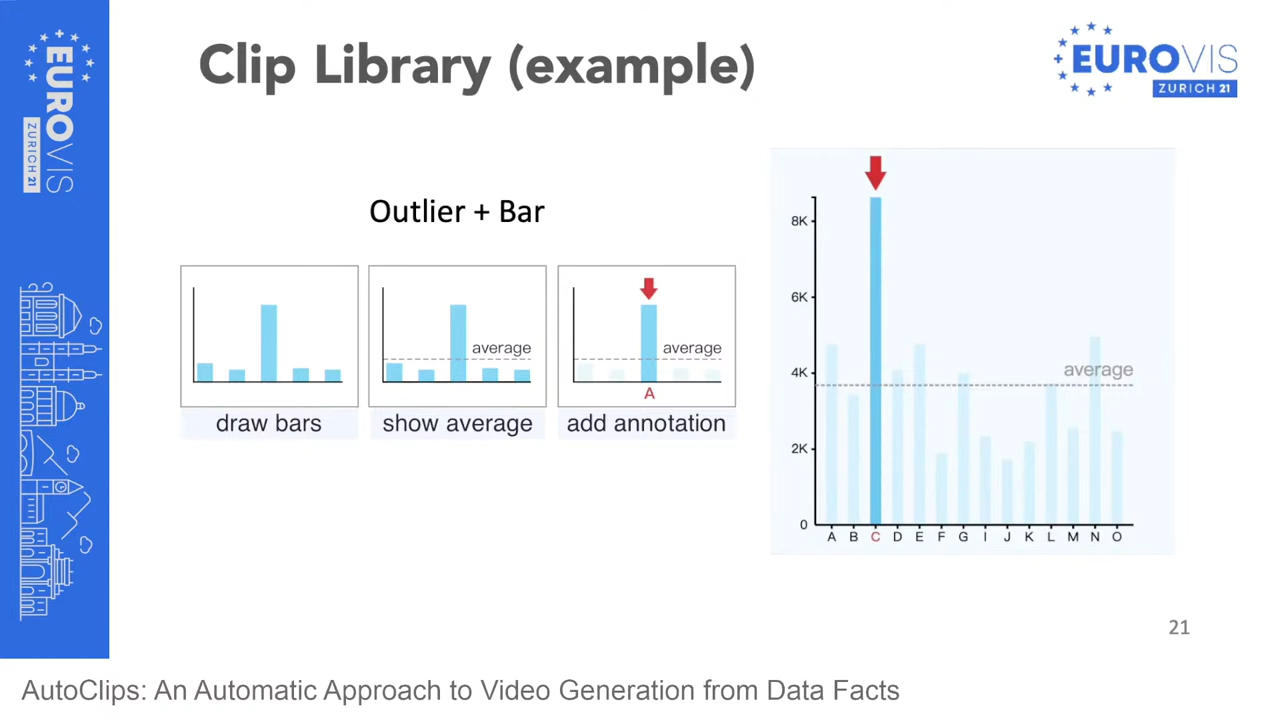 EUROVIS
ZURICH 21
Clip Library (example)
EUROVIS
ZURICH 21
Outlier + Bar
average
average
A
draw bars
show average
add annotation
8K
6K
4K
2K
0
average
A B C D E F G I J K L M N O
21
AutoClips: An Automatic Approach to Video Generation from Data Facts